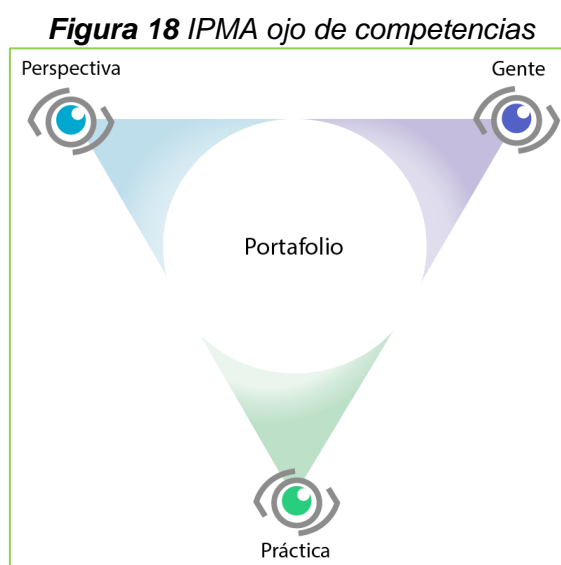 Figura 18 IPMA ojo de competencias
Perspectiva
Gente
Portafolio
Práctica